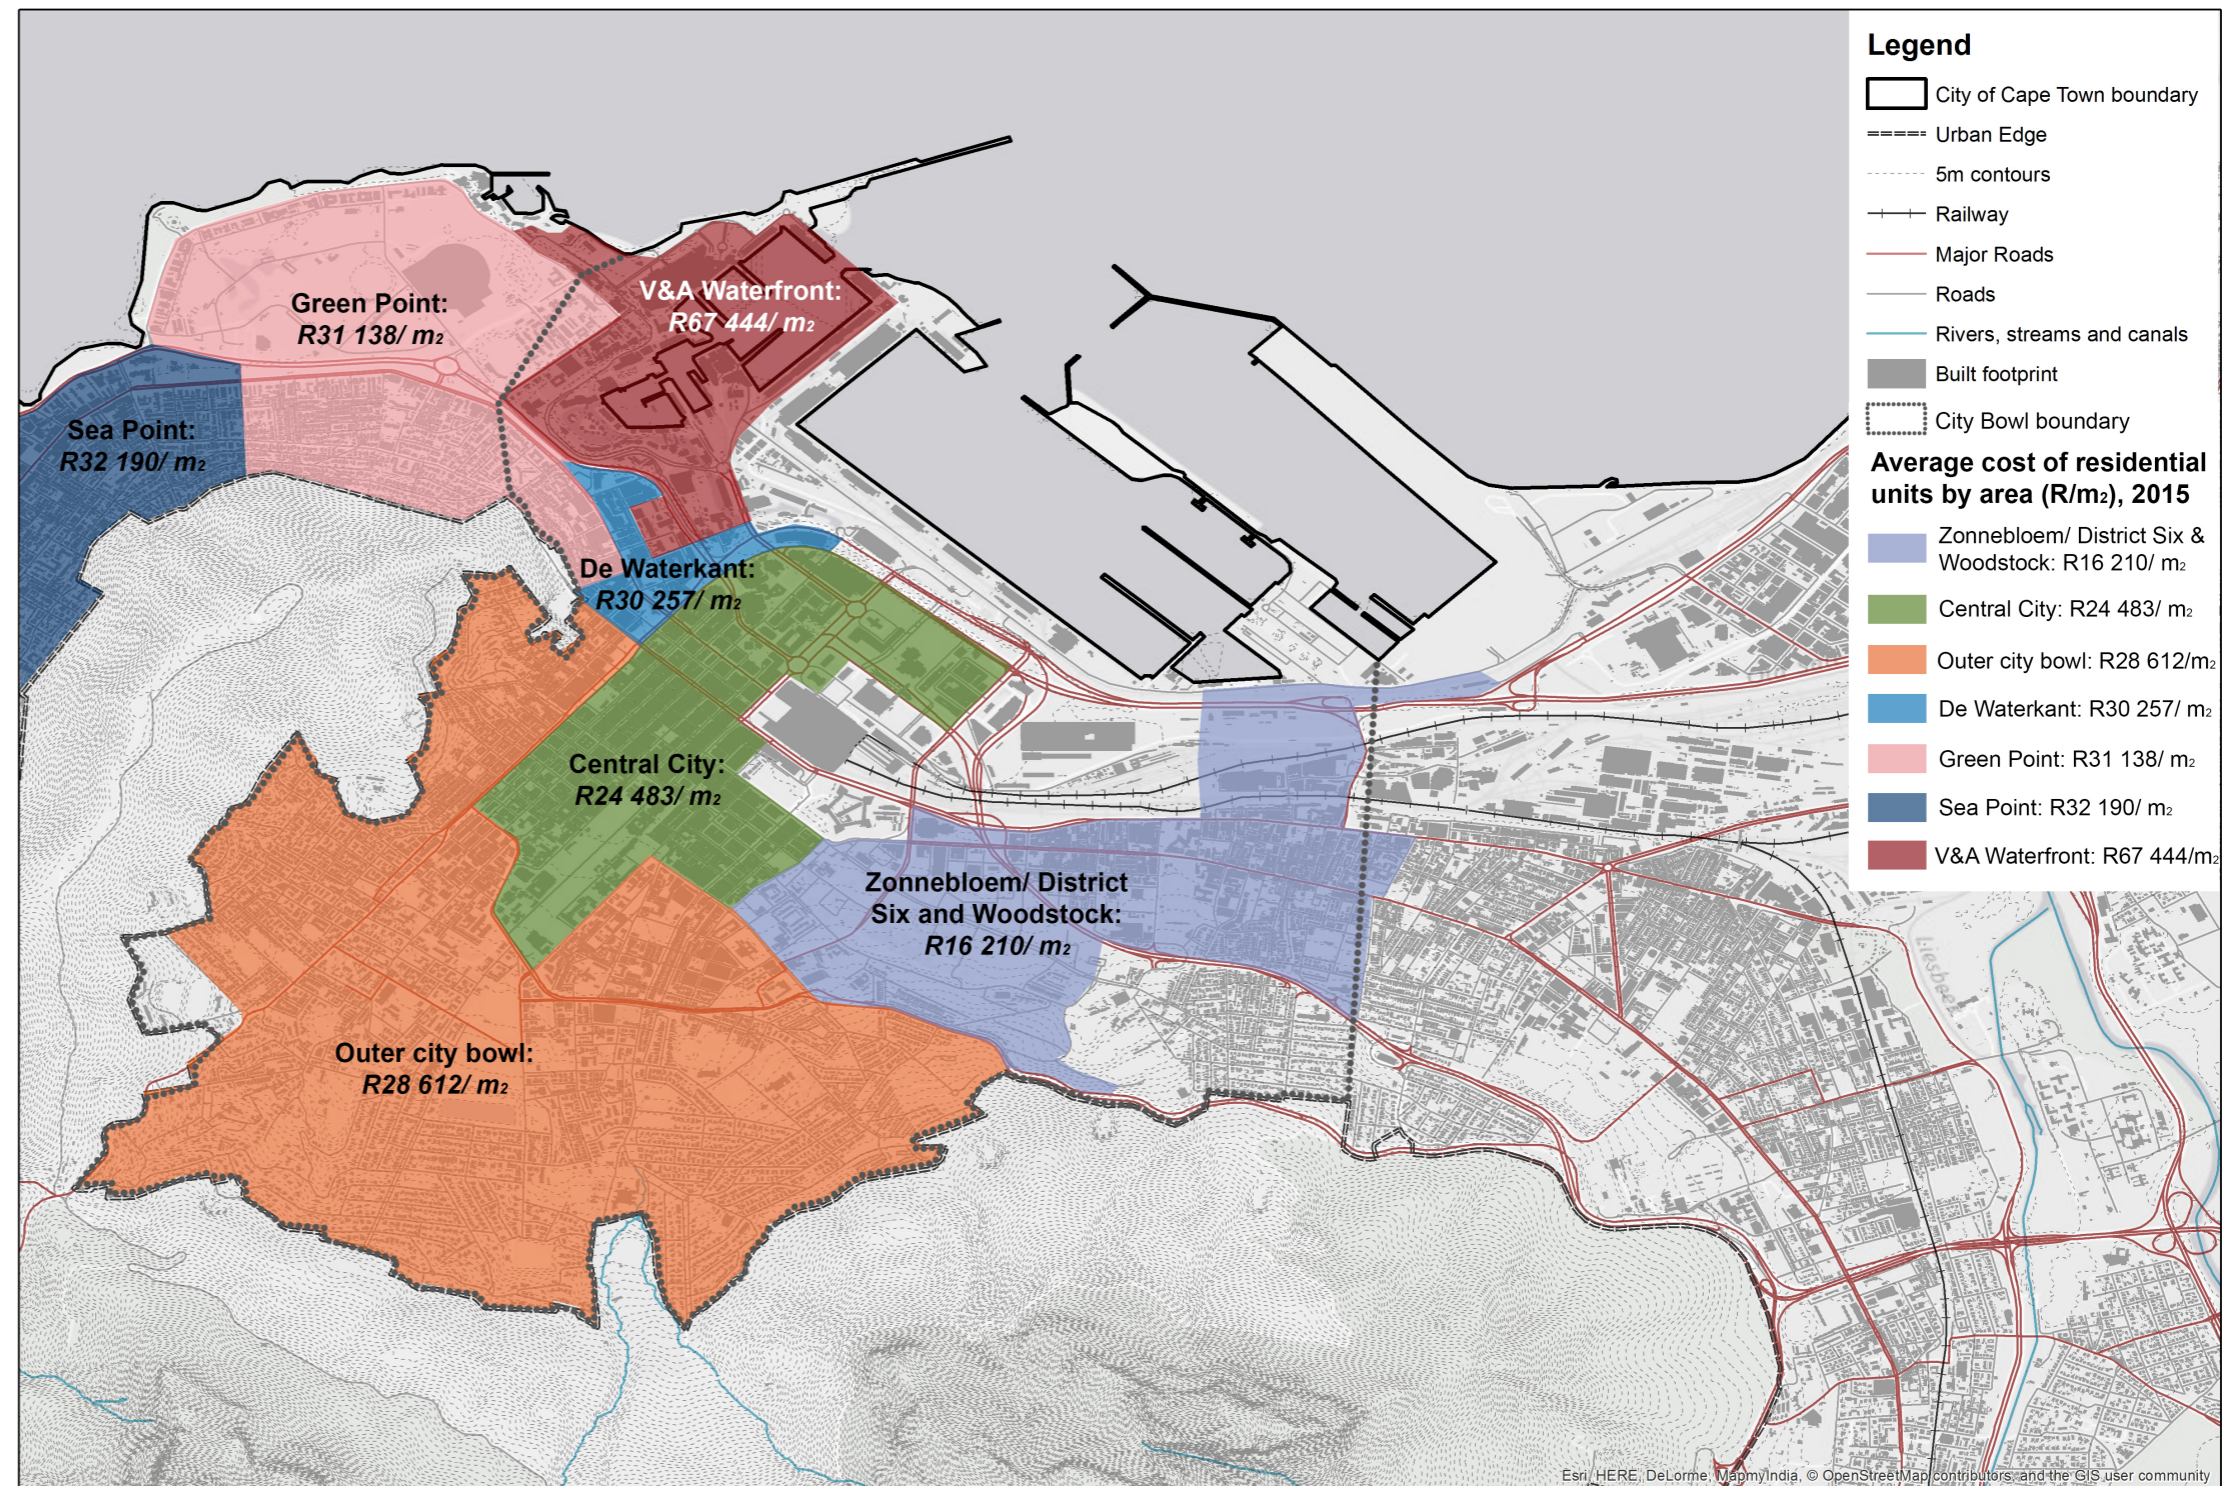 Legend
City of Cape Town boundary
Urban Edge
5m contours
Railway
Major Roads
Roads
Rivers, streams and canals
Built footprint
City Bowl boundary
Average cost of residential
units by area (R/m2), 2015
Zonnebloem/ District Six &
Woodstock: R16 210/ m2
Central City: R24 483/ m2
Outer city bowl: R28 612/m2
De Waterkant: R30 257/ m2
Green Point: R31 138/ m2
Sea Point: R32 190/ m2
V&A Waterfront: R67 444/m2
Green Point:
R31 138/ m2
V&A Waterfront:
R67 444/ m2
Sea Point:
R32 190/ m2
De Waterkant:
R30 257/ m2
Central City:
R24 483/ m2
Zonnebloem/ District
Six and Woodstock:
R16 210/ m2
Outer city bowl:
R28 612/ m2
Liesbeek
Esri, HERE, DeLorme, MapmyIndia, © OpenStreetMap contributors, and the GIS user community